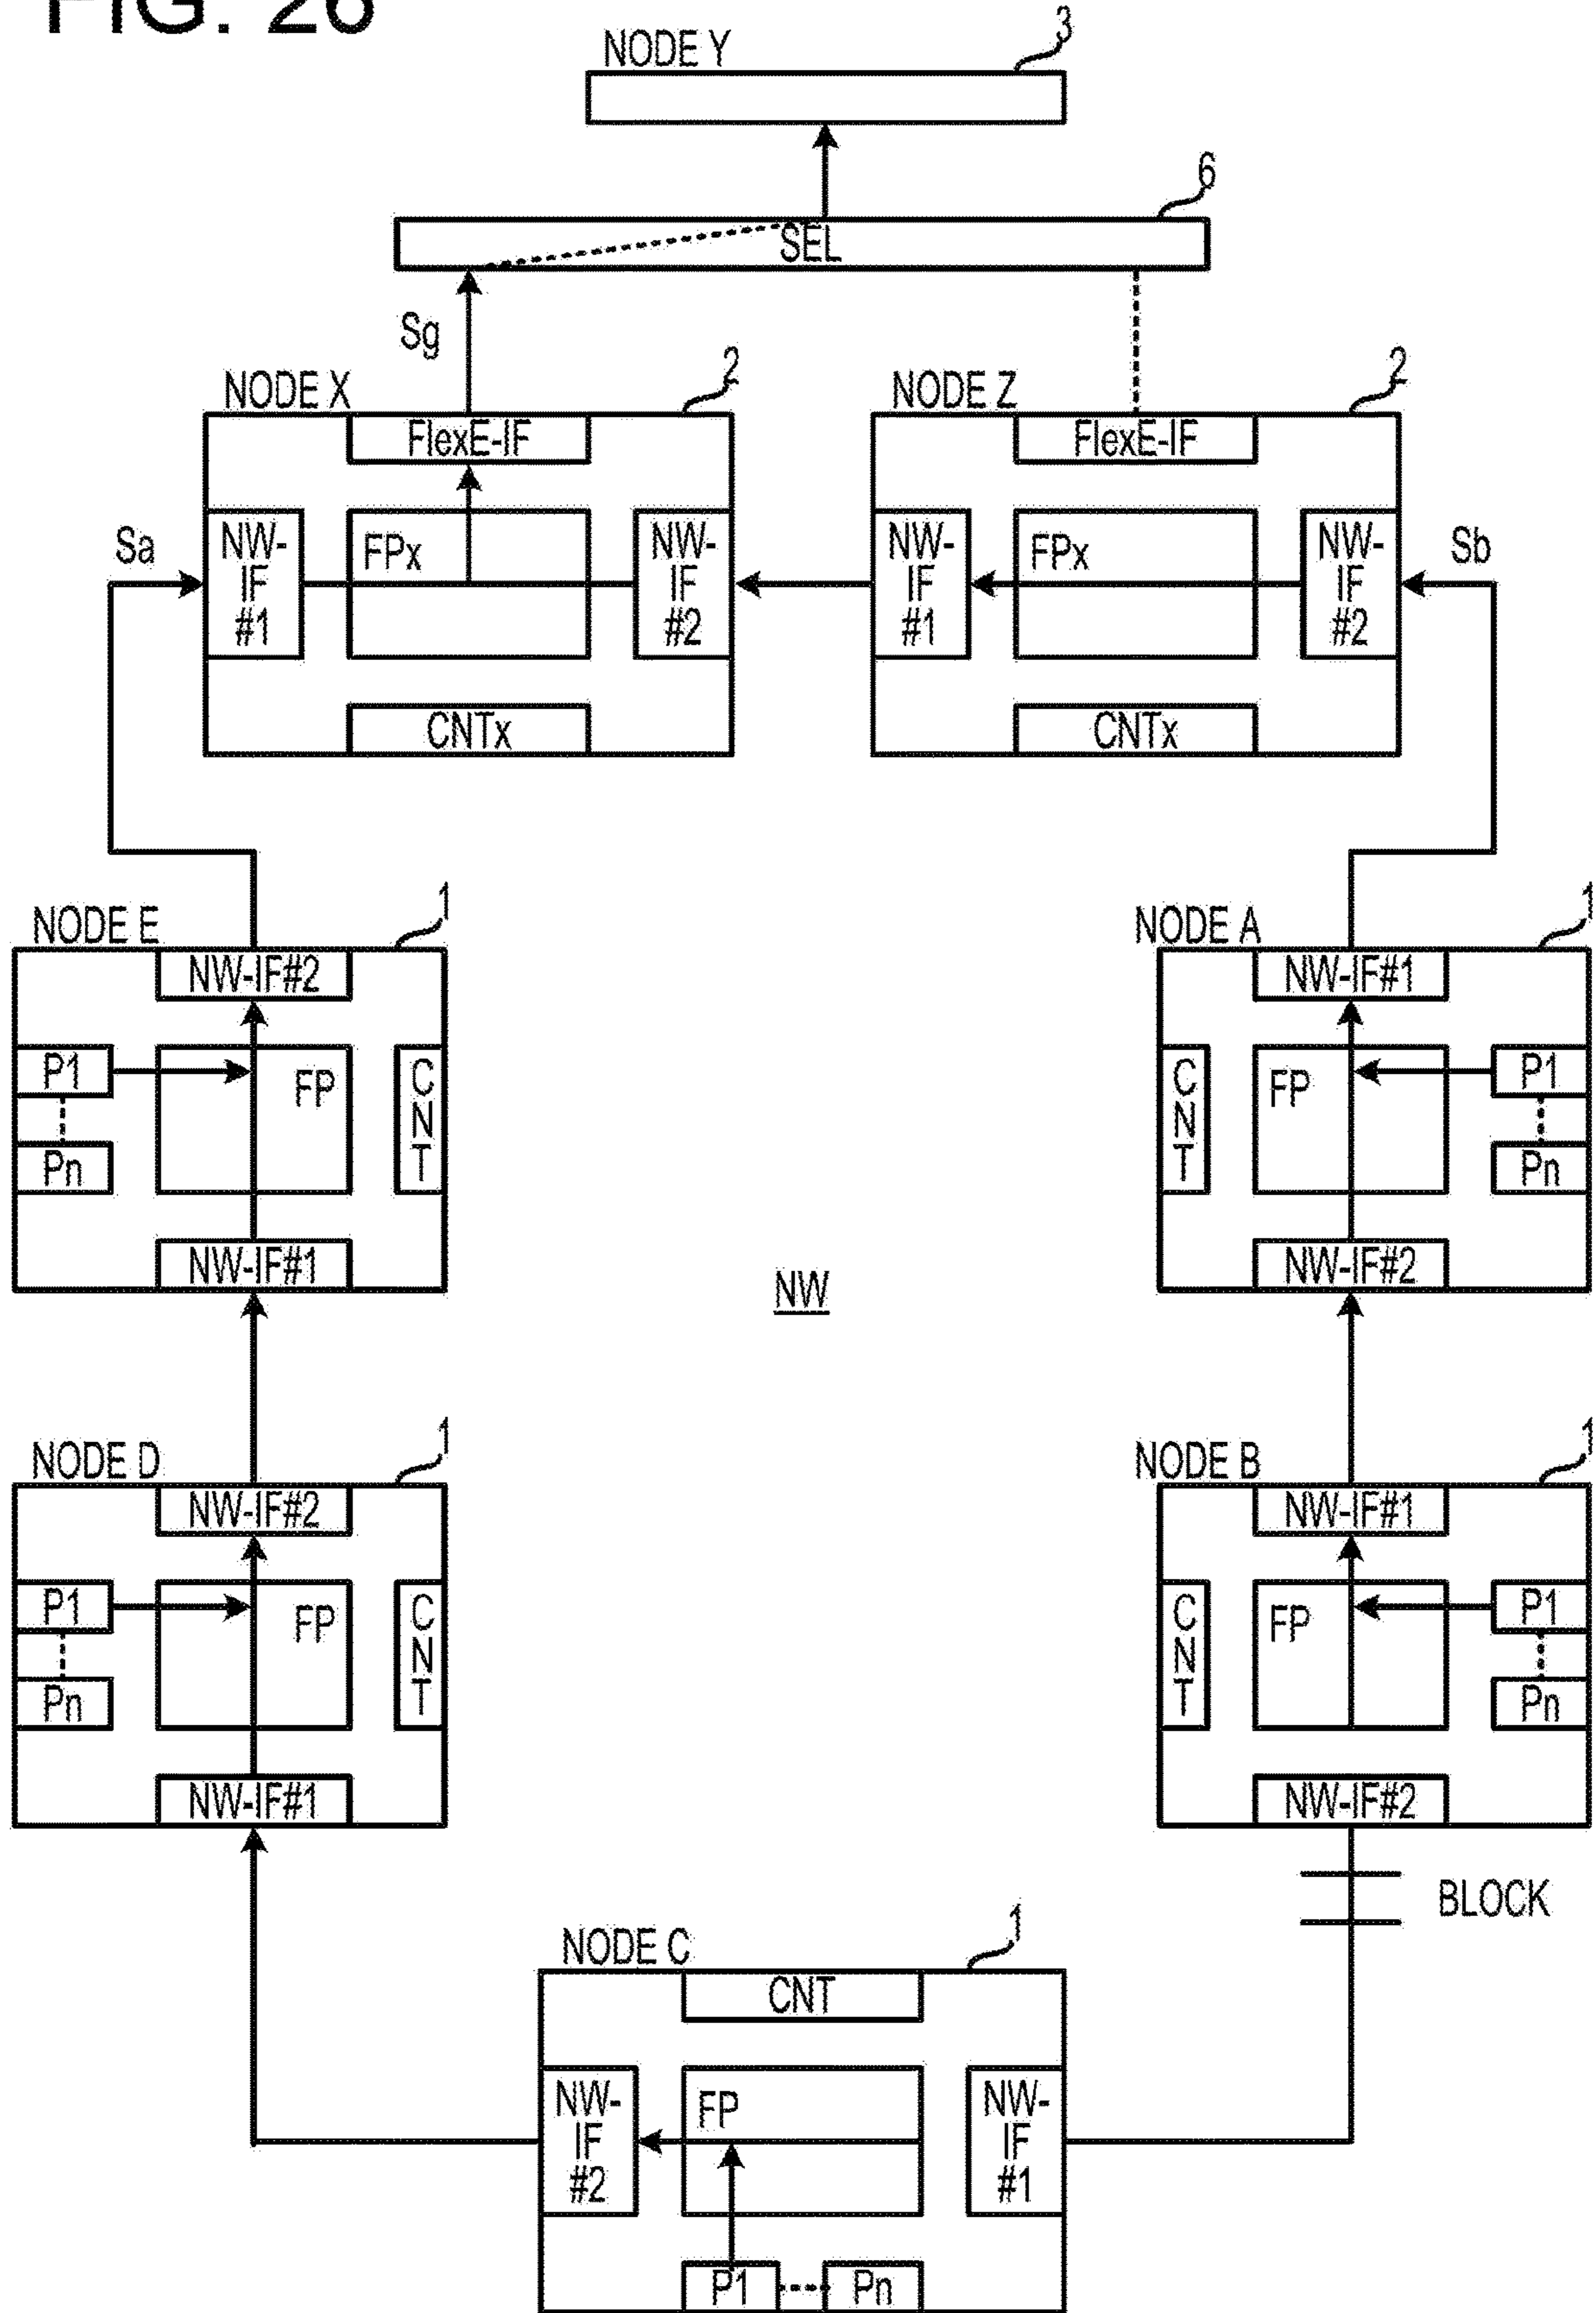 FIG. 26
NODE Y
3
6
SEL
Sg
NODE X
2
NODE Z
2
FlexE-IF
FlexE-IF
Sa
NW-
IF
#1
FPx
NW-
IF
#2
NW-
IF
#1
FPx
NW-
IF
#2
Sb
CNTx
CNTx
NODE E
1
NODE A
1
NW-IF#2
NW-IF#1
P1
FP
CNT
CNT
FP
P1
Pn
Pn
NW-IF#1
NW-IF#2
NW
NODE D
1
NODE B
1
NW-IF#2
NW-IF#1
P1
FP
CNT
CNT
FP
P1
Pn
Pn
NW-IF#1
NW-IF#2
BLOCK
NODE C
1
CNT
NW-
IF
#2
FP
NW-
IF
#1
P1
Pn